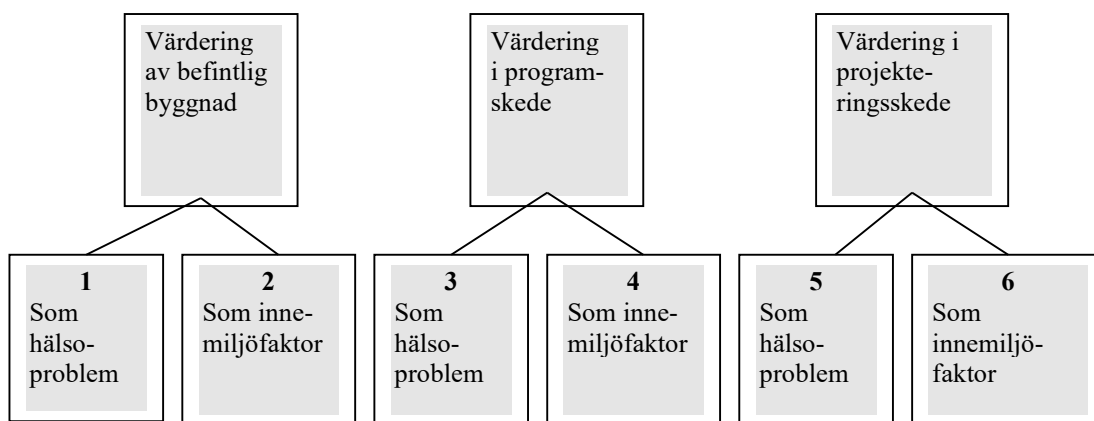 Värdering
av befintlig
byggnad
Värdering
i program-
skede
Värdering i
projekte-
ringsskede
1
Som
hälso-
problem
2
Som inne-
miljöfaktor
3
Som
hälso-
problem
4
Som inne-
miljöfaktor
5
Som
hälso-
problem
6
Som
innemiljö-
faktor